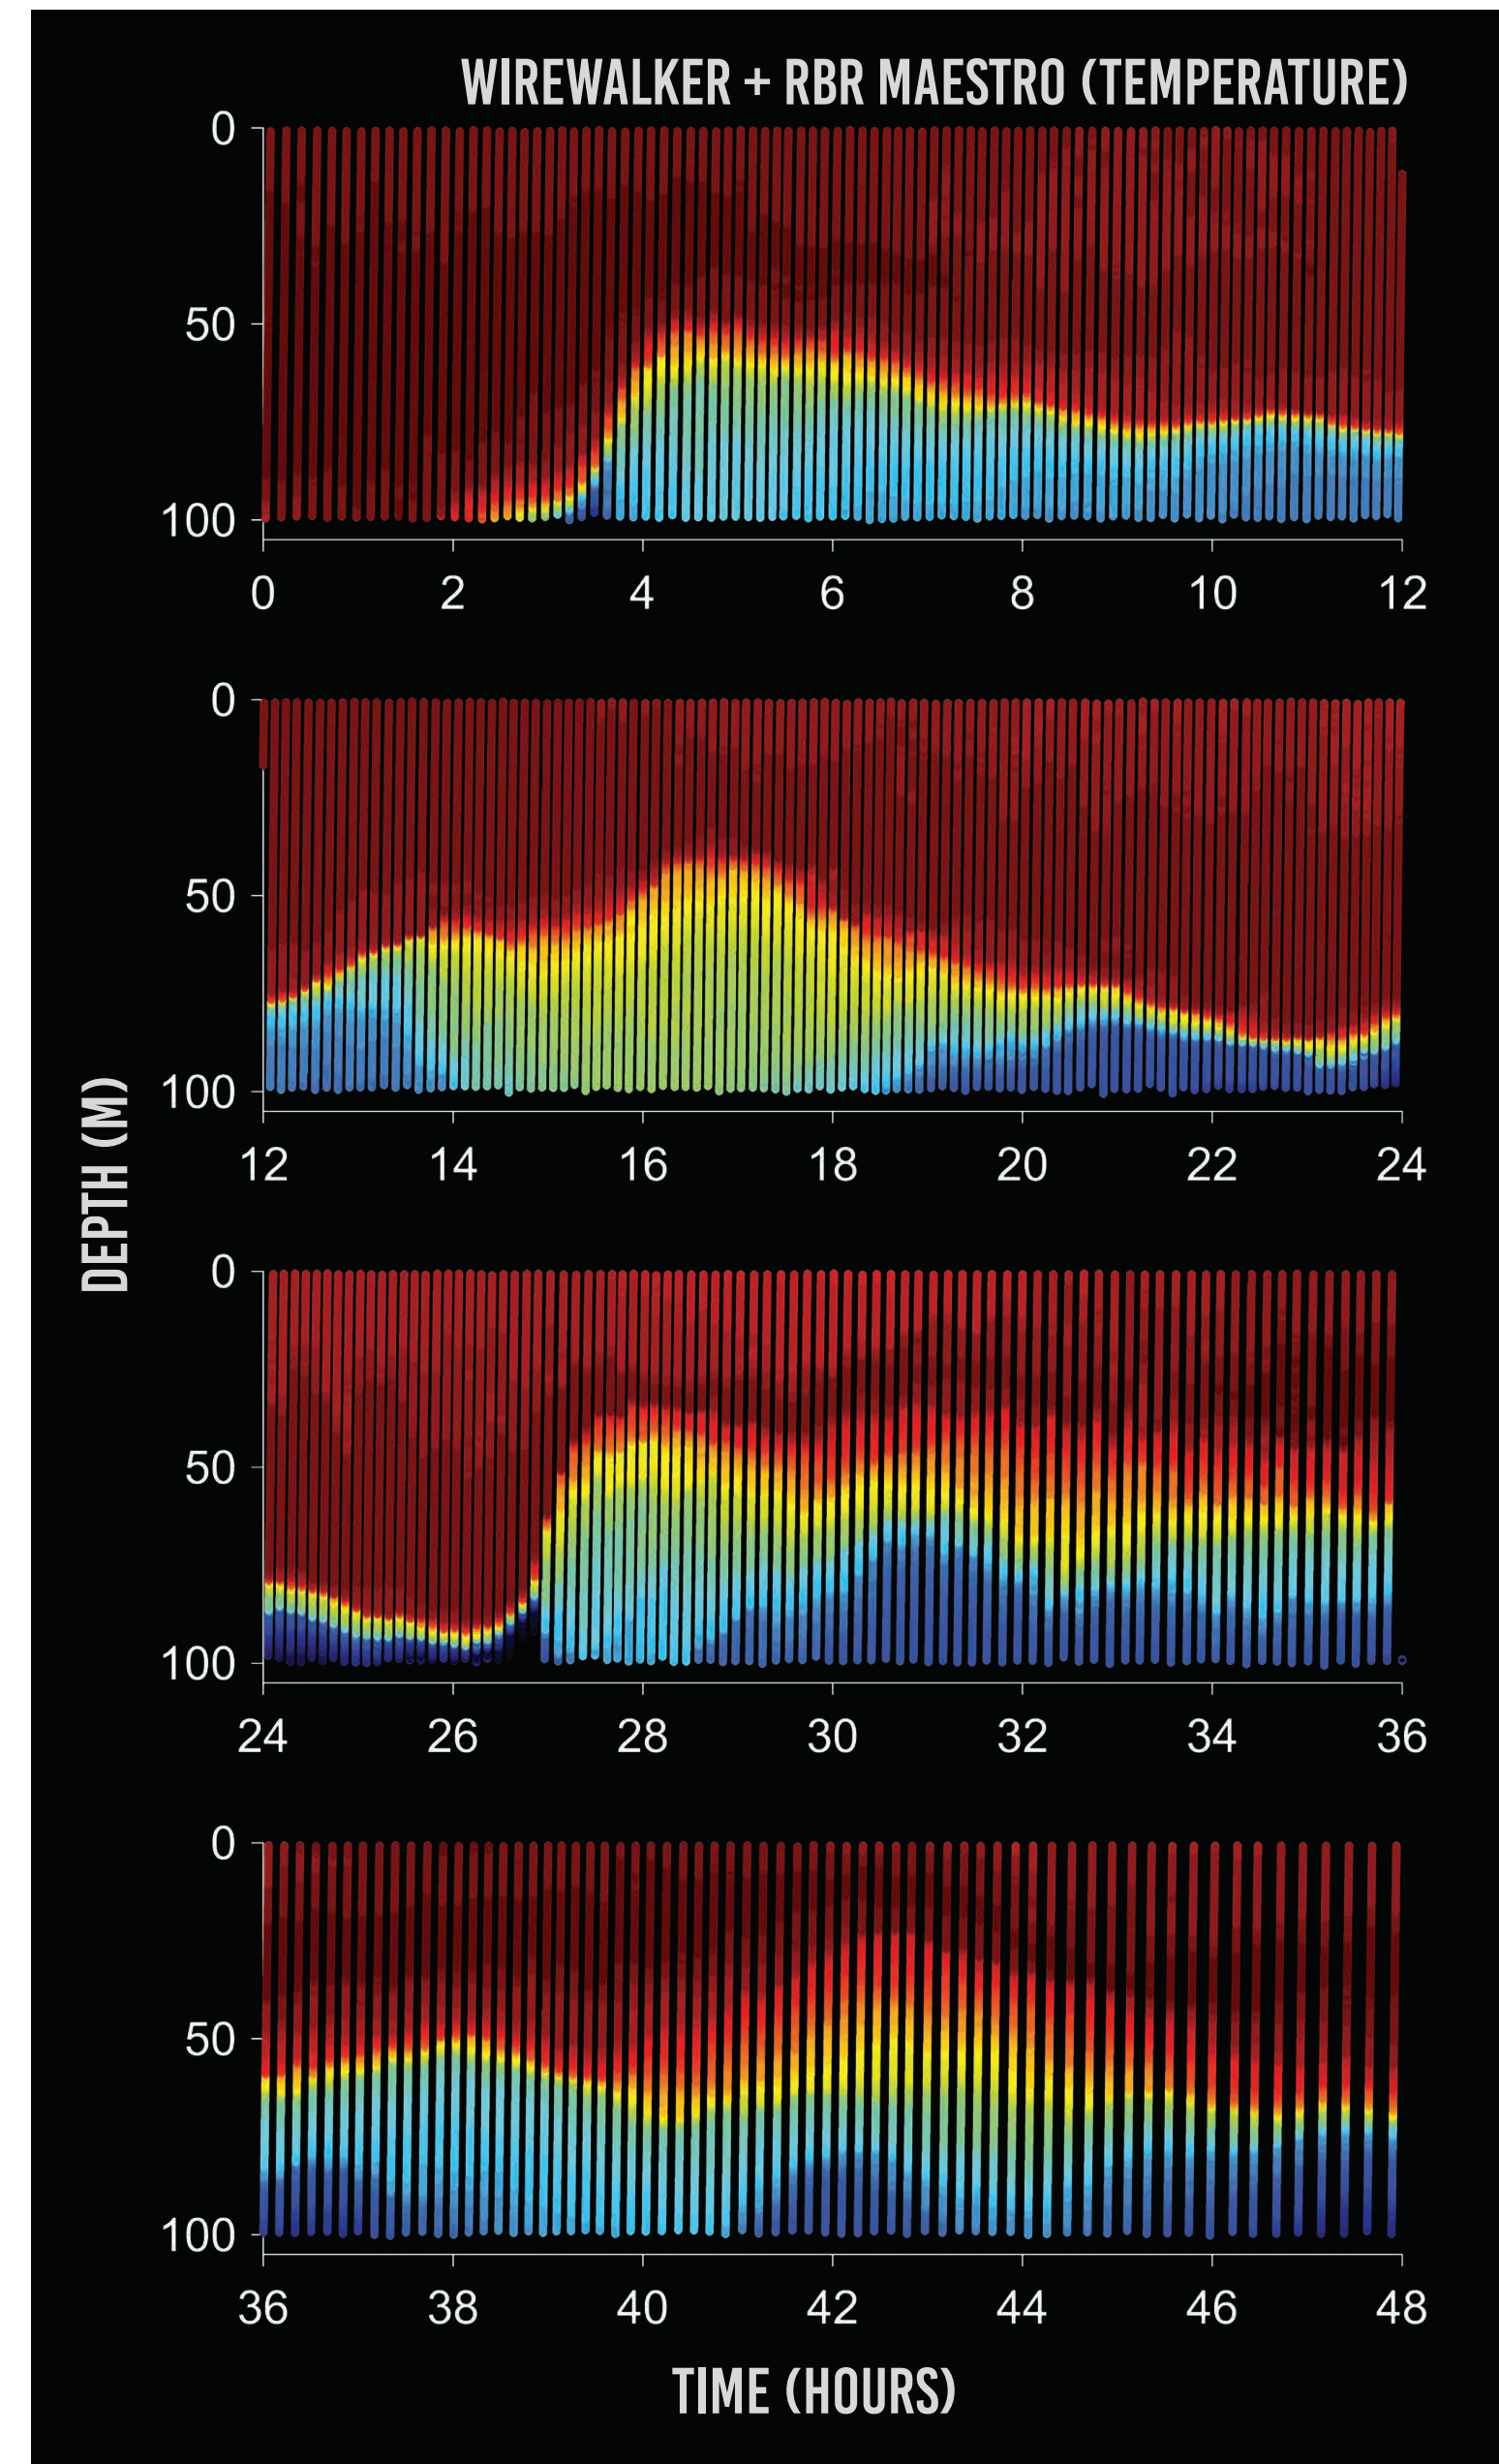 WIREWALKER + RBR MAESTRO (TEMPERATURE)
0
50
100
0 2 4 6 8 10 12
0
50
100
12 14 16 18 20 22 24
DEPTH (M)
0
50
100
24 26 28 30 32 34 36
0
50
100
36 38 40 42 44 46 48
TIME (HOURS)